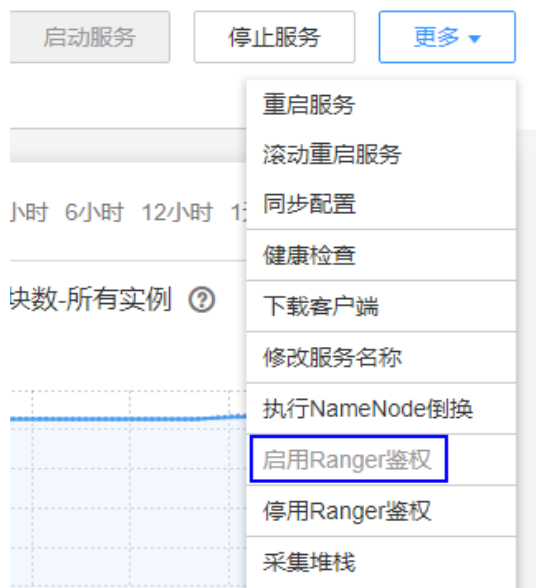 启动服务 停止服务 更多
重启服务
滚动重启服务
小时 6小时 12小时 1 同步配置
健康检查
块数-所有实例 ?
下载客户端
修改服务名称
执行NameNode倒换
启用Ranger鉴权
停用Ranger鉴权
采集堆栈